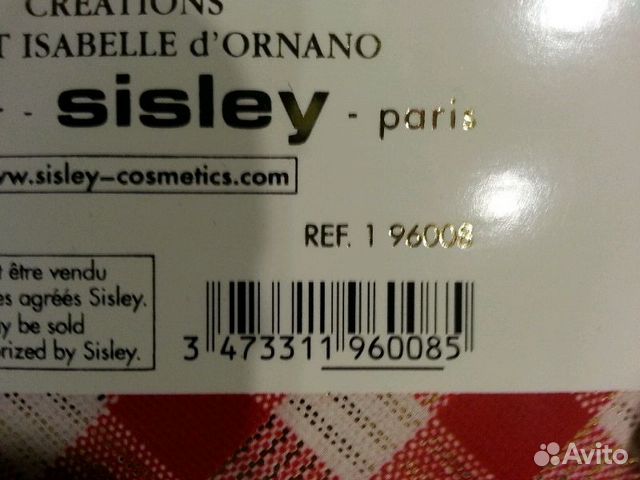 CREATIONS
T ISABELLE d'ORNANO
- sisley - paris
ww.sisley-cosmetics.com
REF. 1 96008
être vendu
es agréés Sisley.
y be sold
rized by Sisley.
3 473311 960085
Avito